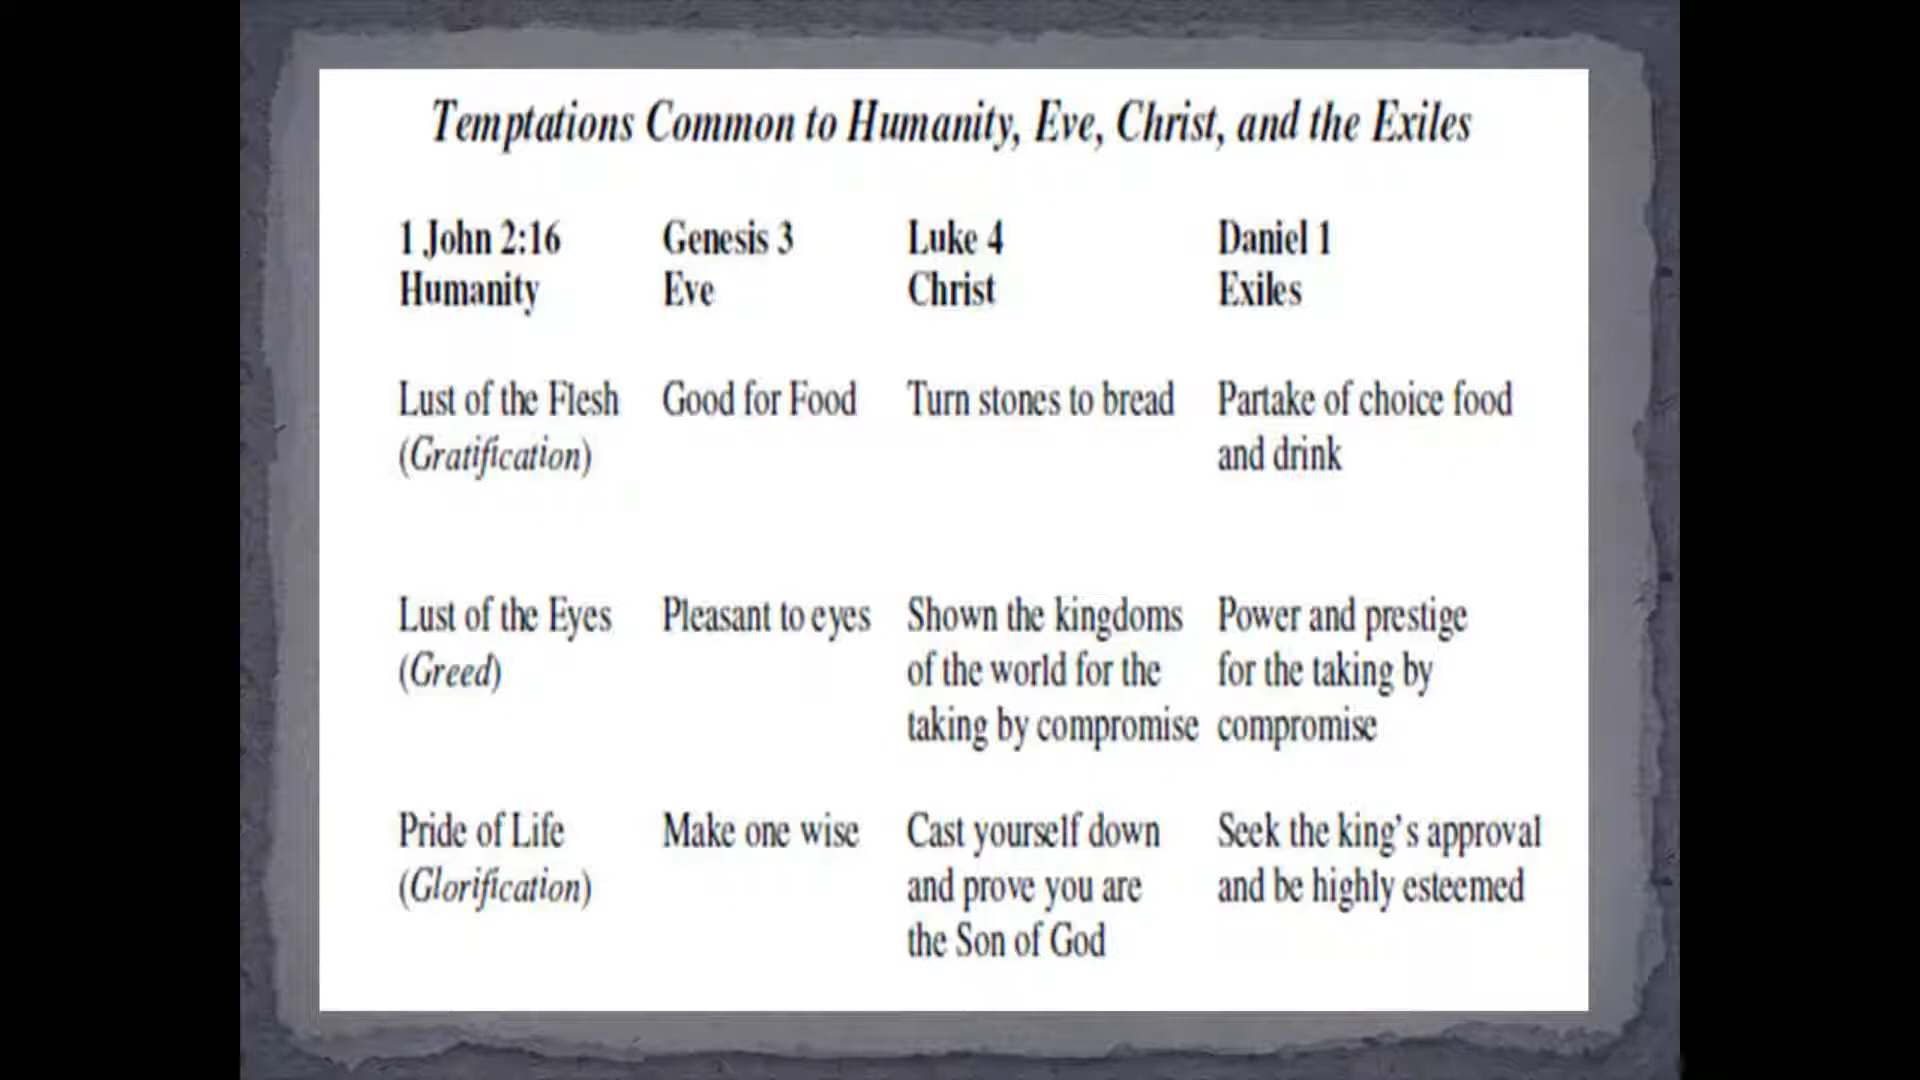 Temptations Common to Humanity, Eve, Christ, and the Exiles
1 John 2:16 Genesis 3 Luke 4 Daniel 1
Humanity Eve Christ Exiles
Lust of the Flesh Good for Food Turn stones to bread Partake of choice food
(Gratification) and drink
Lust of the Eyes Pleasant to eyes Shown the kingdoms Power and prestige
(Greed) of the world for the for the taking by
taking by compromise compromise
Pride of Life Make one wise Cast yourself down Seek the king's approval
(Glorification) and prove you are and be highly esteemed
the Son of God